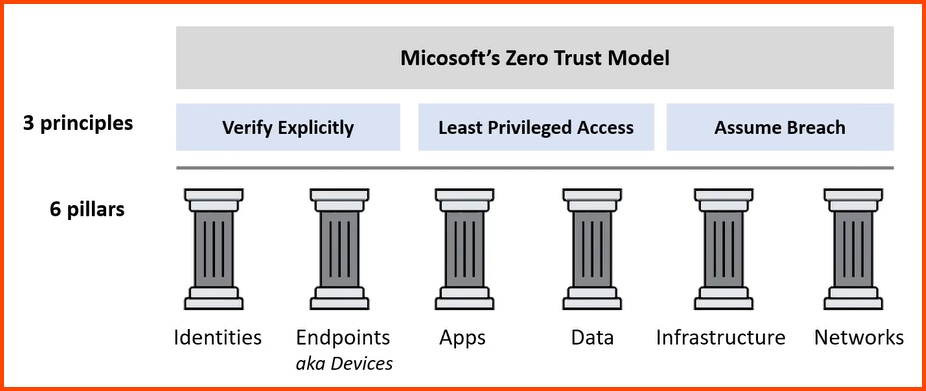 Micosoft's Zero Trust Model
3 principles
Verify Explicitly
Least Privileged Access
Assume Breach
6 pillars
Identities
Endpoints
aka Devices
Apps
Data
Infrastructure
Networks